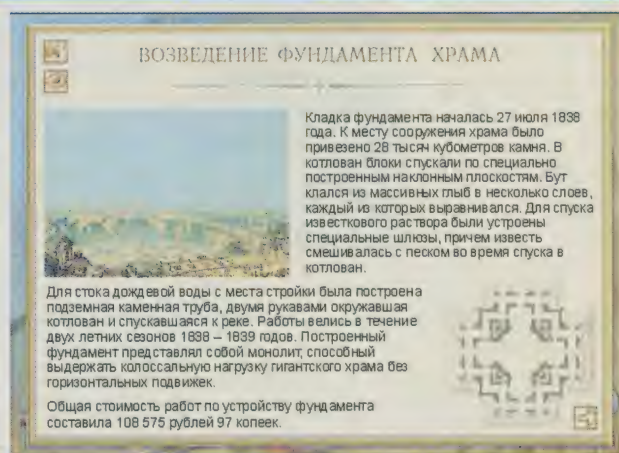 ВОЗВЕДЕНИЕ ФУНДАМЕНТА ХРАМА
Кладка фундамента началась 27 июля 1838
года. К месту сооружения храма было
привезено 28 тысяч кубометров камня. В
котлован блоки спускали по специально
построенным наклонным плоскостям. Бут
клался из массивных глыб в несколько слоев,
каждый из которых выравнивался. Для спуска
известкового раствора были устроены
специальные шлюзы, причем известь
смешивалась с песком во время спуска в
котлован.
Для стока дождевой воды с места стройки была построена
подземная каменная труба, двумя рукавами окружавшая
котлован и спускавшаяся к реке. Работы велись в течение
двух летних сезонов 1838 – 1839 годов. Построенный
фундамент представлял собой монолит, способный
выдержать колоссальную нагрузку гигантского храма без
горизонтальных подвижек.
Общая стоимость работ по устройству фундамента
составила 108 575 рублей 97 копеек.